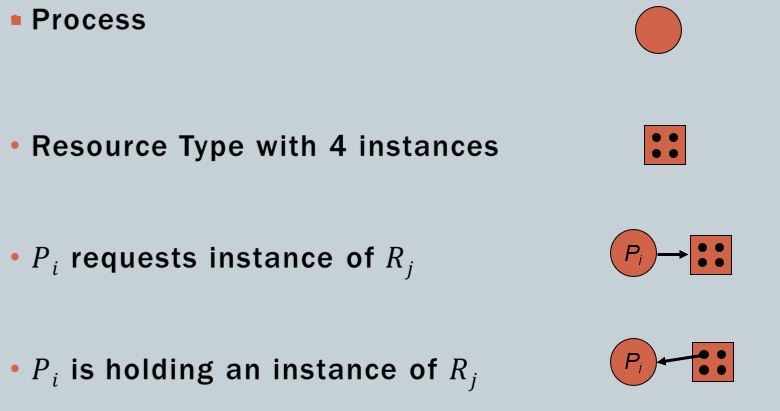 Process
Resource Type with 4 instances
Pᵢ requests instance of Rⱼ
Pᵢ
Pᵢ is holding an instance of Rⱼ
Pᵢ